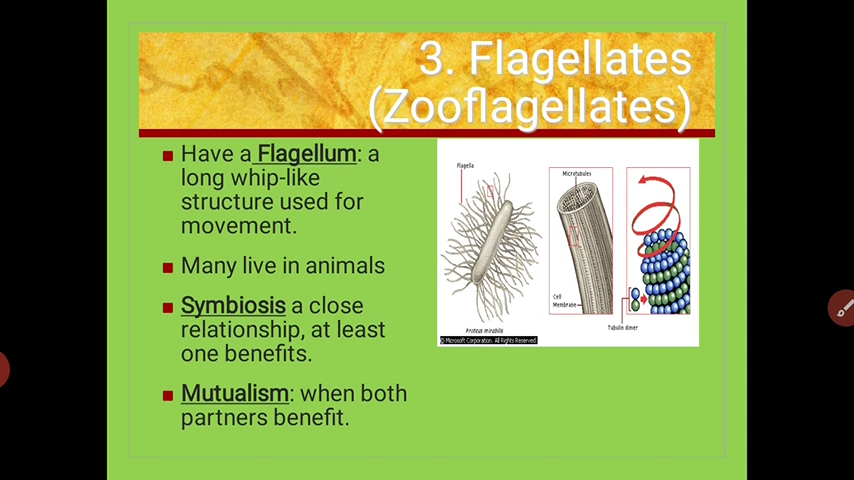 3. Flagellates
(Zooflagellates)
Have a Flagellum: a
long whip-like
structure used for
movement.
Many live in animals
Symbiosis a close
relationship, at least
one benefits.
Mutualism: when both
partners benefit.
Flagella
Proteus mirabilis
Microtubules
Cell
Membrane
Tubulin dimer
© Microsoft Corporation. All Rights Reserved.